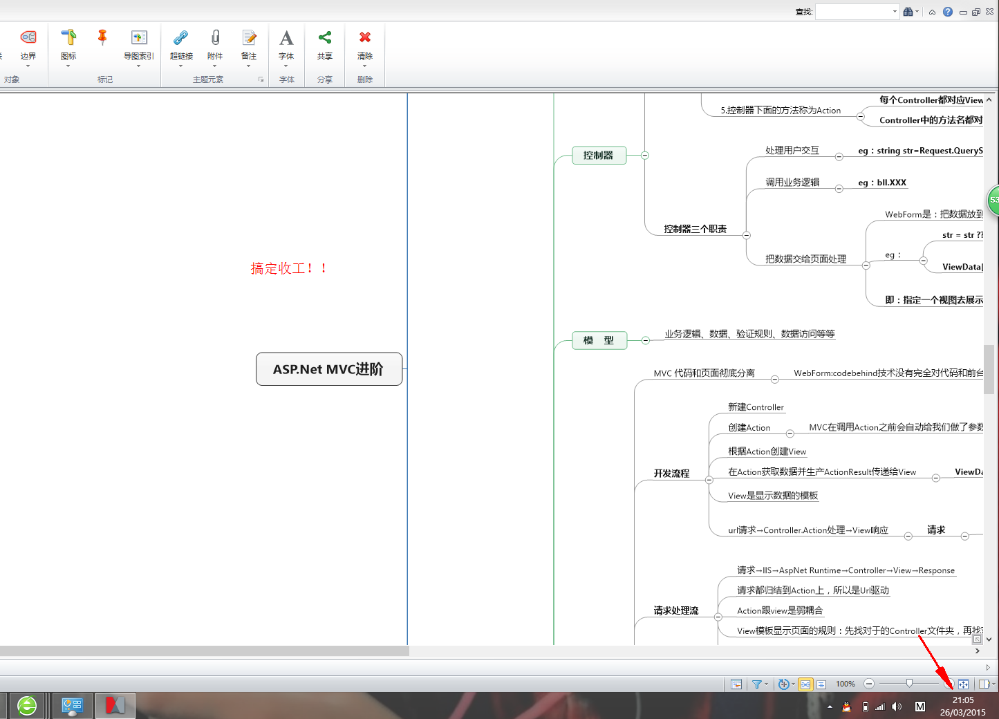 查找:
边界
图标
导图索引
超链接
附件
备注
字体
共享
清除
对象
标记
主题元素
字体
分享
删除
每个Controller都对应View
5.控制器下面的方法称为Action
Controller中的方法名都对
控制器
处理用户交互
eg：string str=Request.QueryS
调用业务逻辑
eg：bll.XXX
53
WebForm是：把数据放到
控制器三个职责
str = str ??
eg：
把数据交给页面处理
ViewData[
即：指定一个视图去展示
搞定收工！！
模 型
业务逻辑、数据、验证规则、数据访问等等
ASP.Net MVC进阶
MVC 代码和页面彻底分离
WebForm:codebehind技术没有完全对代码和前台
新建Controller
创建Action
MVC在调用Action之前会自动给我们做了参数
根据Action创建View
开发流程
在Action获取数据并生产ActionResult传递给View
ViewDa
View是显示数据的模板
url请求→Controller.Action处理→View响应
请求
请求→IIS→AspNet Runtime→Controller→View→Response
请求都归结到Action上，所以是Url驱动
请求处理流
Action跟view是弱耦合
View模板显示页面的规则：先找对于的Controller文件夹，再找
100%
M
21:05
26/03/2015